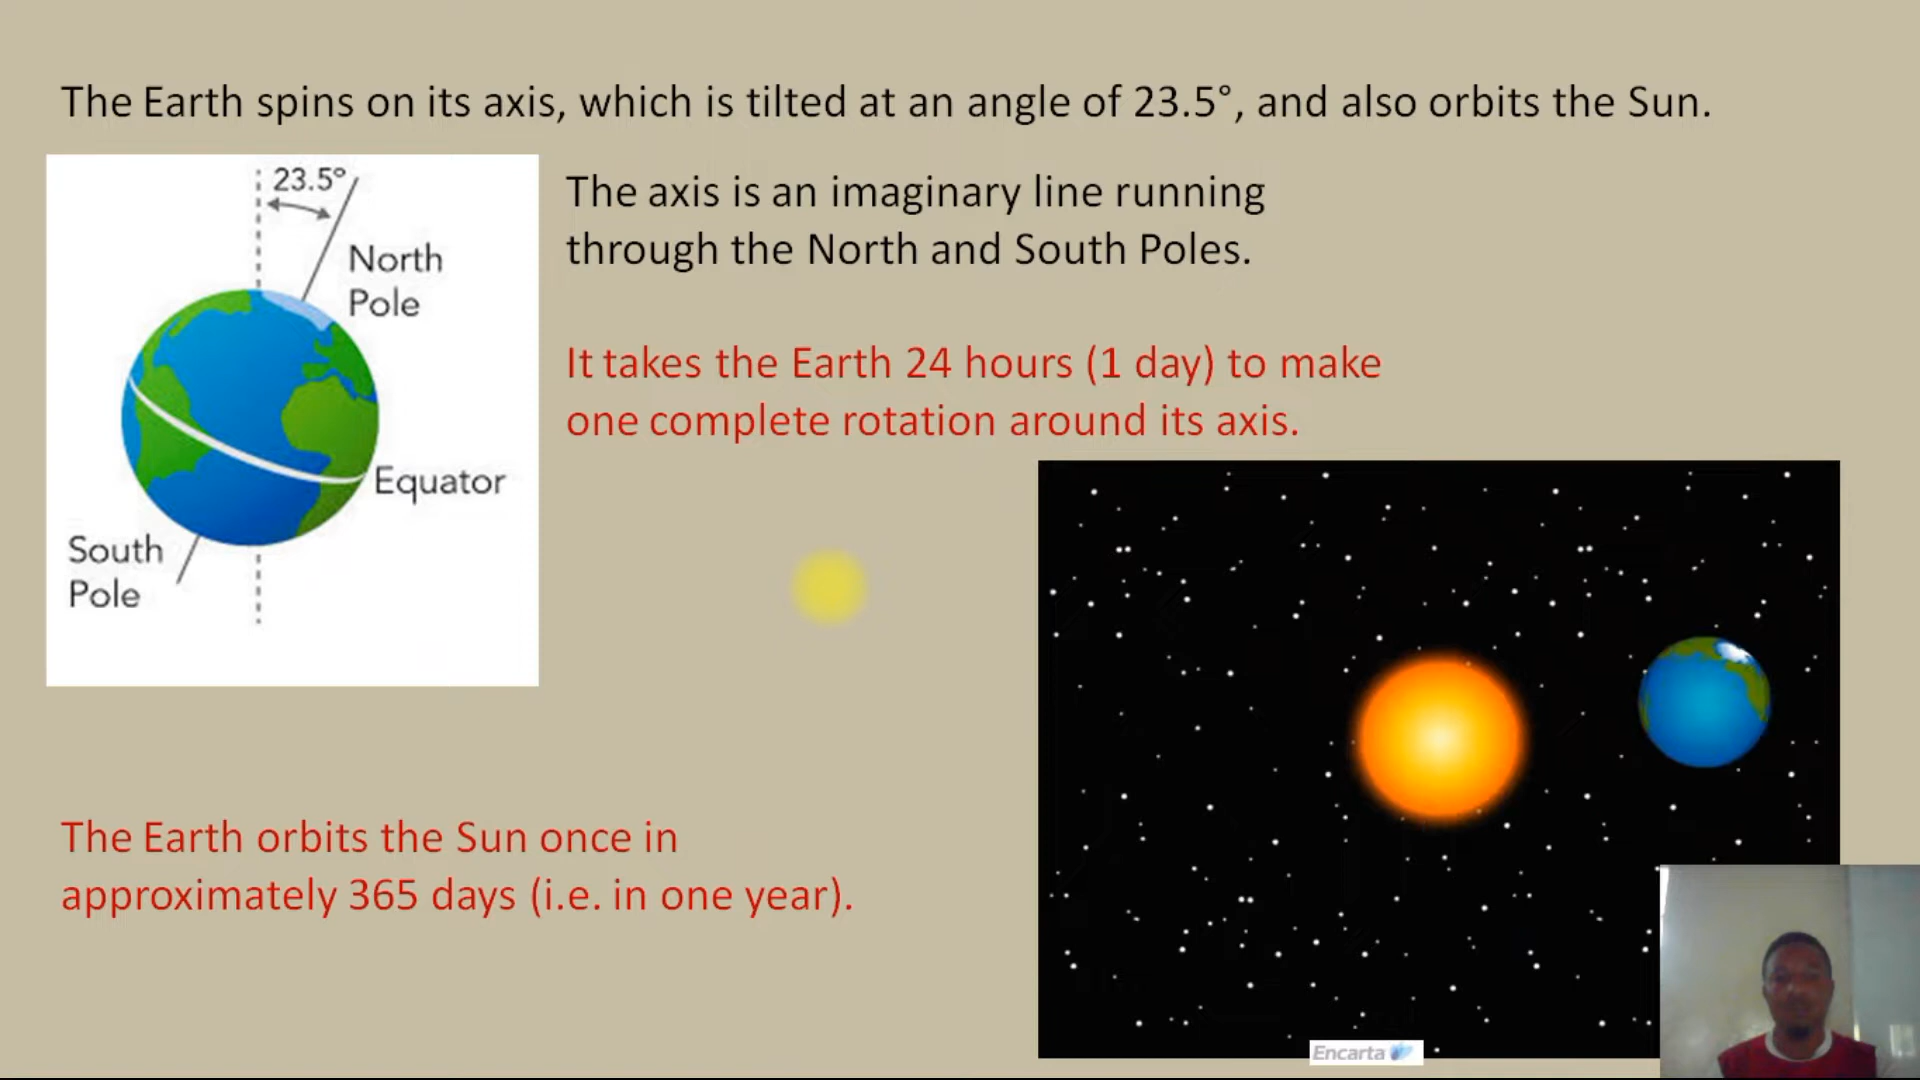 The Earth spins on its axis, which is tilted at an angle of 23.5°, and also orbits the Sun.
23.5°
North
Pole
Equator
South
Pole
The axis is an imaginary line running
through the North and South Poles.
It takes the Earth 24 hours (1 day) to make
one complete rotation around its axis.
The Earth orbits the Sun once in
approximately 365 days (i.e. in one year).
Encarta